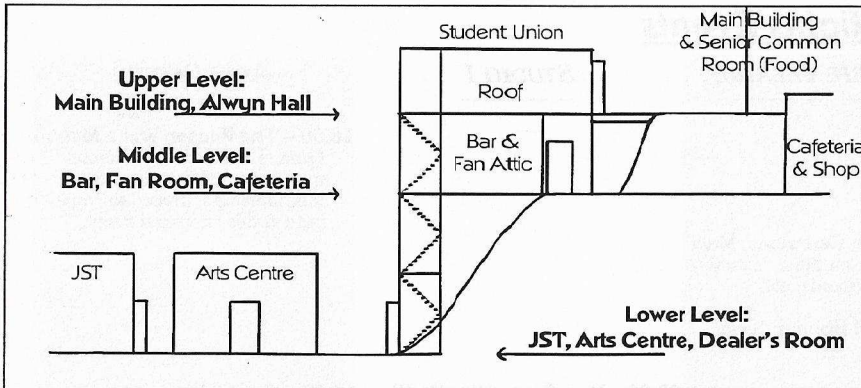 Student Union
Main Building
& Senior Common
Room (Food)
Upper Level:
Main Building, Alwyn Hall
Roof
Middle Level:
Bar, Fan Room, Cafeteria
Bar &
Fan Attic
Cafeteria
& Shop
JST
Arts Centre
Lower Level:
JST, Arts Centre, Dealer's Room